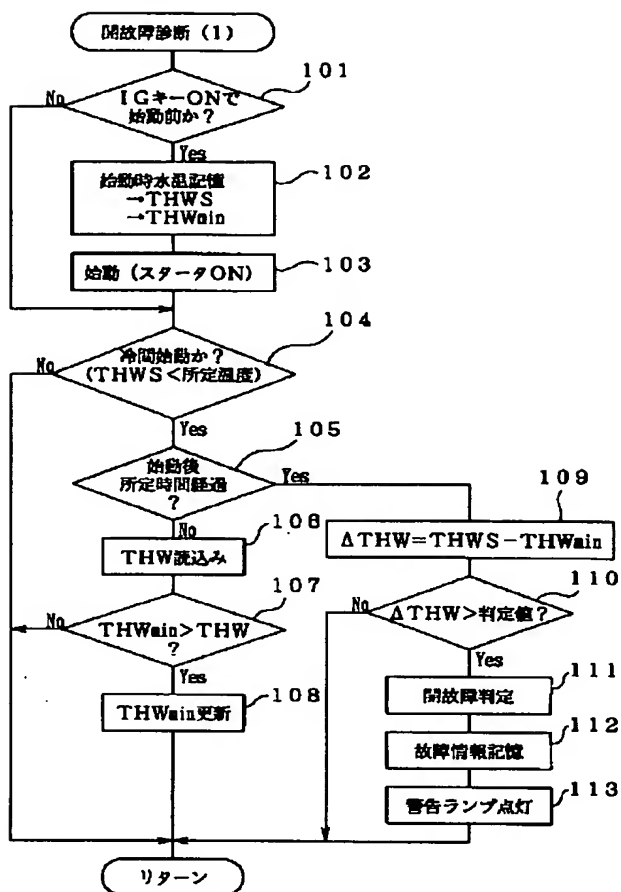 開故障診断 (1)
101
IGキーONで
始動前か?
No
Yes
102
始動時水温記憶
→THWS
→THWmin
103
始動 (スタータON)
104
冷間始動か?
(THWS<所定温度)
No
Yes
105
始動後
所定時間経過
?
Yes
No
106
THW読込み
107
THWmin>THW
?
No
Yes
108
THWmin更新
109
ΔTHW=THWS−THWmin
110
ΔTHW>判定値?
No
Yes
111
開故障判定
112
故障情報記憶
113
警告ランプ点灯
リターン